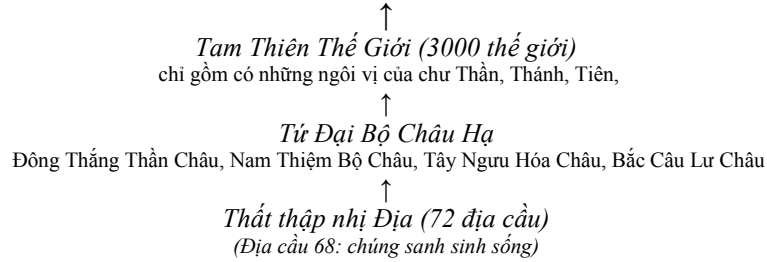 ↑
Tam Thiên Thế Giới (3000 thế giới)
chỉ gồm có những ngôi vị của chư Thần, Thánh, Tiên,
↑
Tứ Đại Bộ Châu Hạ
Đông Thắng Thần Châu, Nam Thiệm Bộ Châu, Tây Ngưu Hóa Châu, Bắc Câu Lư Châu
↑
Thất thập nhị Địa (72 địa cầu)
(Địa cầu 68: chúng sanh sinh sống)